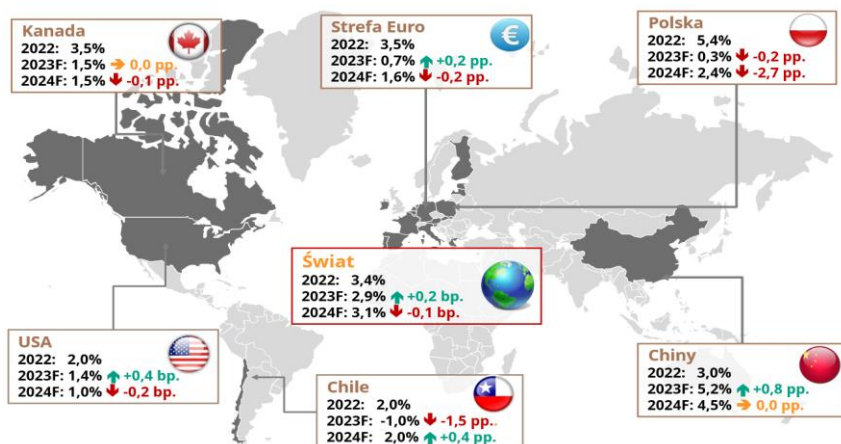 Kanada
2022: 3,5%
2023F: 1,5% 0,0 pp.
2024F: 1,5% -0,1 pp.
Strefa Euro
2022: 3,5%
2023F: 0,7% +0,2 pp.
2024F: 1,6% -0,2 pp.
€
Polska
2022: 5,4%
2023F: 0,3% -0,2 pp.
2024F: 2,4% -2,7 pp.
Świat
2022: 3,4%
2023F: 2,9% +0,2 bp.
2024F: 3,1% -0,1 bp.
USA
2022: 2,0%
2023F: 1,4% +0,4 bp.
2024F: 1,0% -0,2 bp.
Chile
2022: 2,0%
2023F: -1,0% -1,5 pp.
2024F: 2,0% +0,4 pp.
Chiny
2022: 3,0%
2023F: 5,2% +0,8 pp.
2024F: 4,5% 0,0 pp.